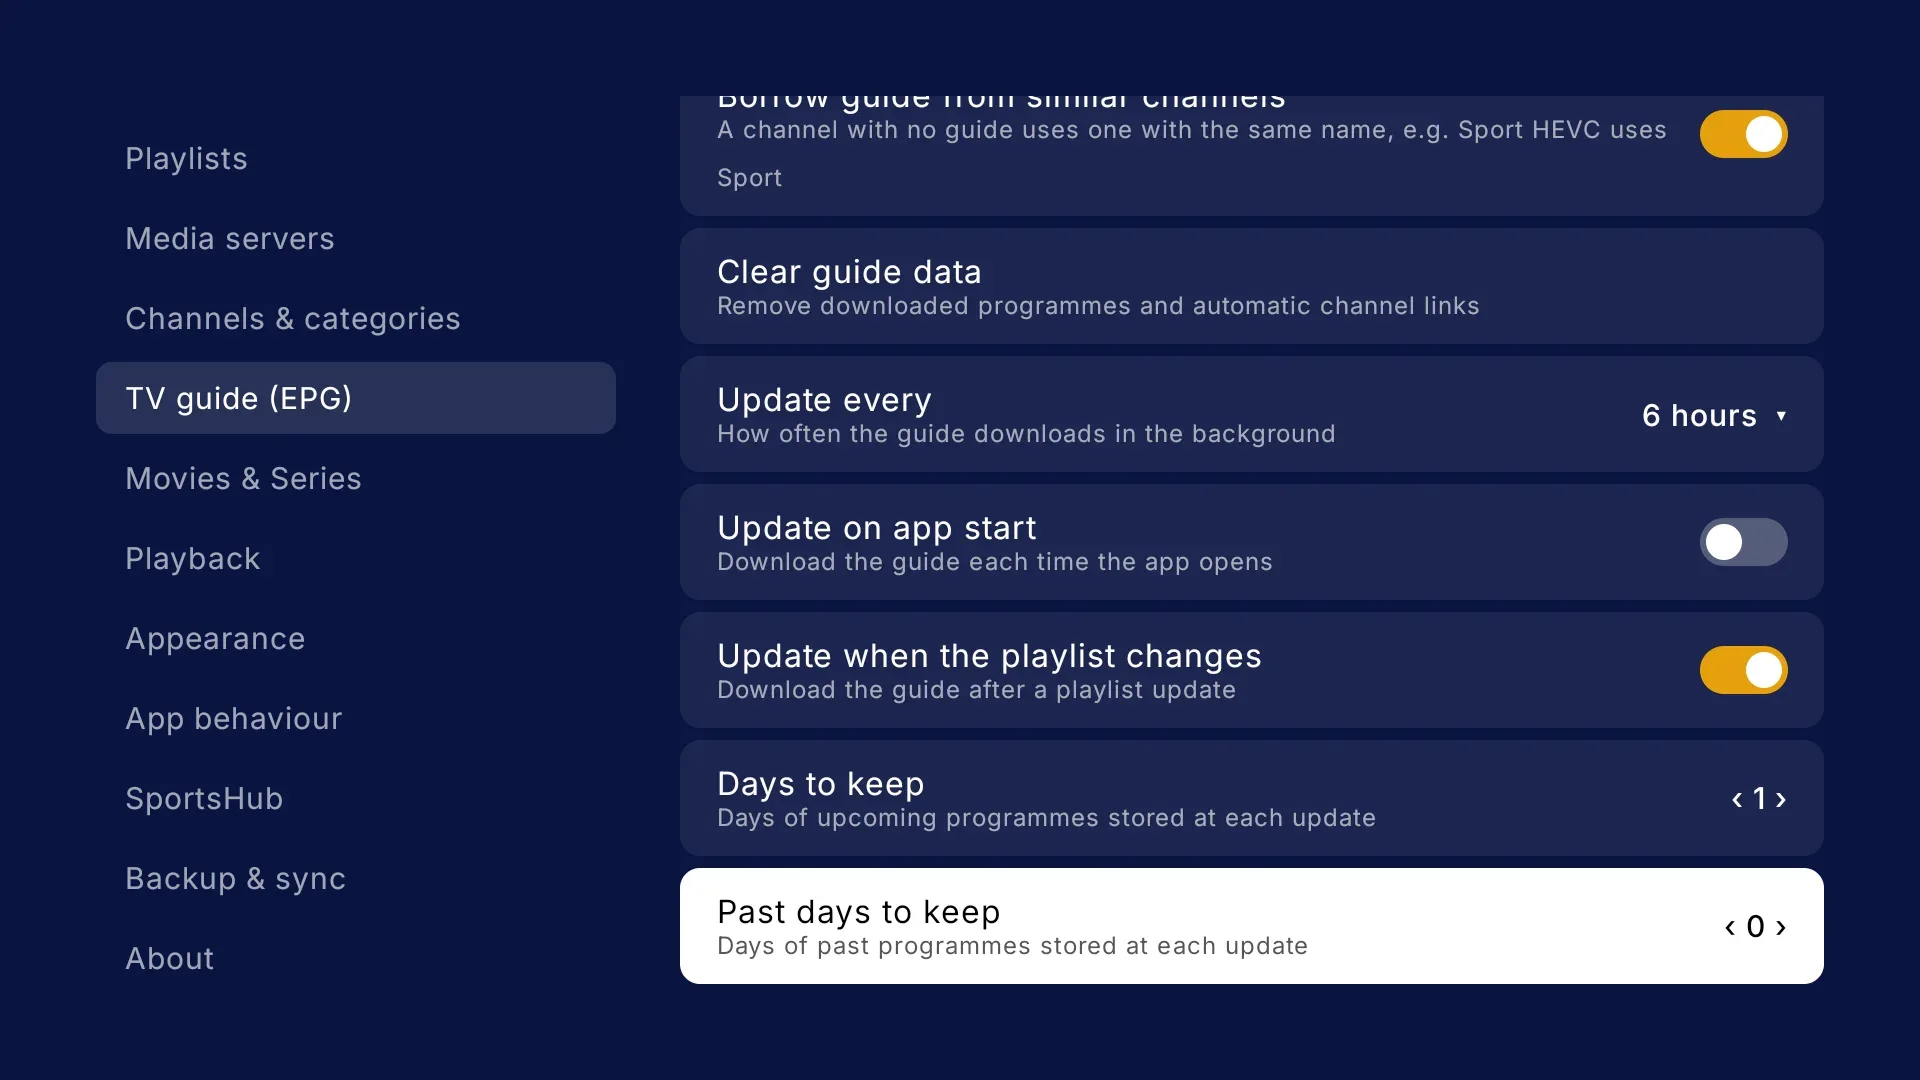 Playlists
Media servers
Channels & categories
TV guide (EPG)
Movies & Series
Playback
Appearance
App behaviour
SportsHub
Backup & sync
About
Borrow guide from similar channels
A channel with no guide uses one with the same name, e.g. Sport HEVC uses
Sport
Clear guide data
Remove downloaded programmes and automatic channel links
Update every
How often the guide downloads in the background
6 hours ▾
Update on app start
Download the guide each time the app opens
Update when the playlist changes
Download the guide after a playlist update
Days to keep
Days of upcoming programmes stored at each update
‹ 1 ›
Past days to keep
Days of past programmes stored at each update
‹ 0 ›